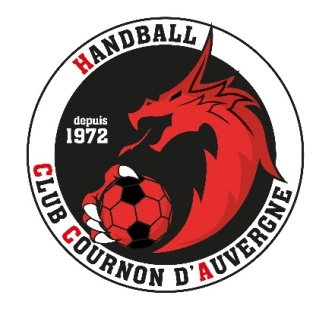 HANDBALL
depuis
1972
CLUB COURNON D'AUVERGNE